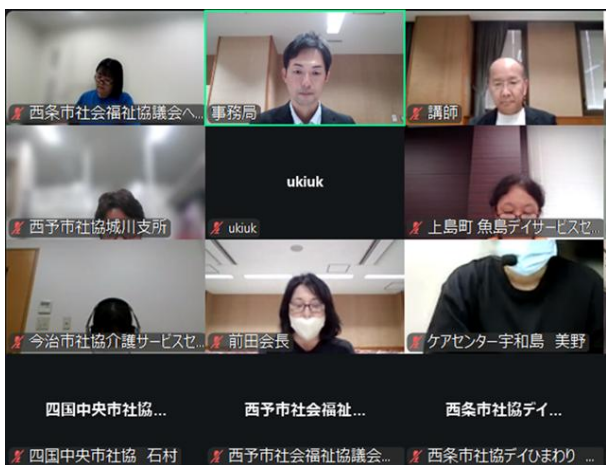 西条市社会福祉協議会へ...
事務局
講師
西予市社協城川支所
ukiuk
ukiuk
上島町 魚島デイサービスセ...
今治市社協介護サービスセ...
前田会長
ケアセンター宇和島 美野
四国中央市社協...
西予市社会福祉...
西条市社協デイ...
四国中央市社協 石村
西予市社会福祉協議会...
西条市社協デイひまわり ...